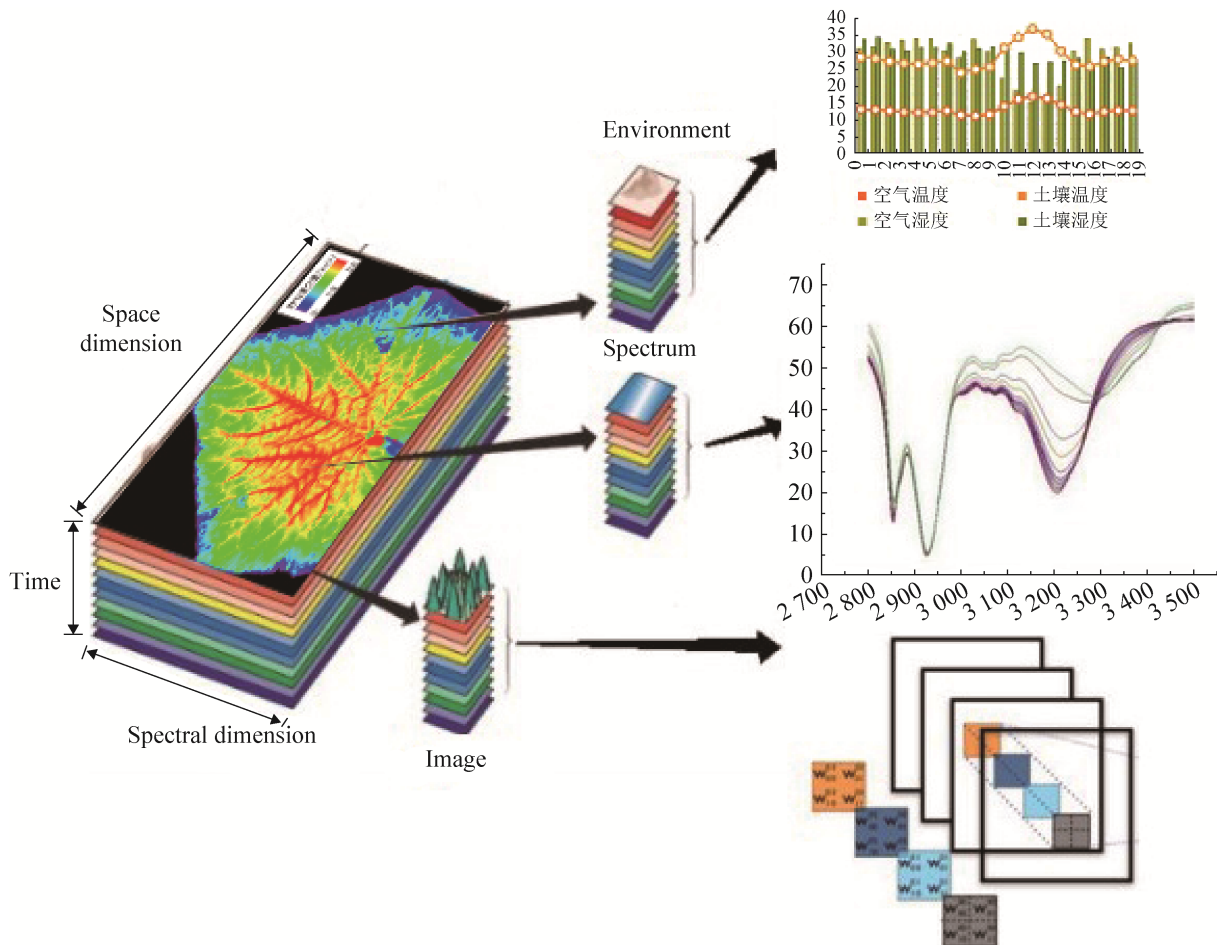 40
35
30
25
20
15
10
5
0
0 1 2 3 4 5 6 7 8 9 10 11 12 13 14 15 16 17 18 19
空气温度 土壤温度
空气湿度 土壤湿度
Environment
Space
dimension
Spectrum
Time
Spectral dimension
Image
70
60
50
40
30
20
10
0
2 700 2 800 2 900 3 000 3 100 3 200 3 300 3 400 3 500
W W
W W
W W
W W
W W
W W
W W
W W